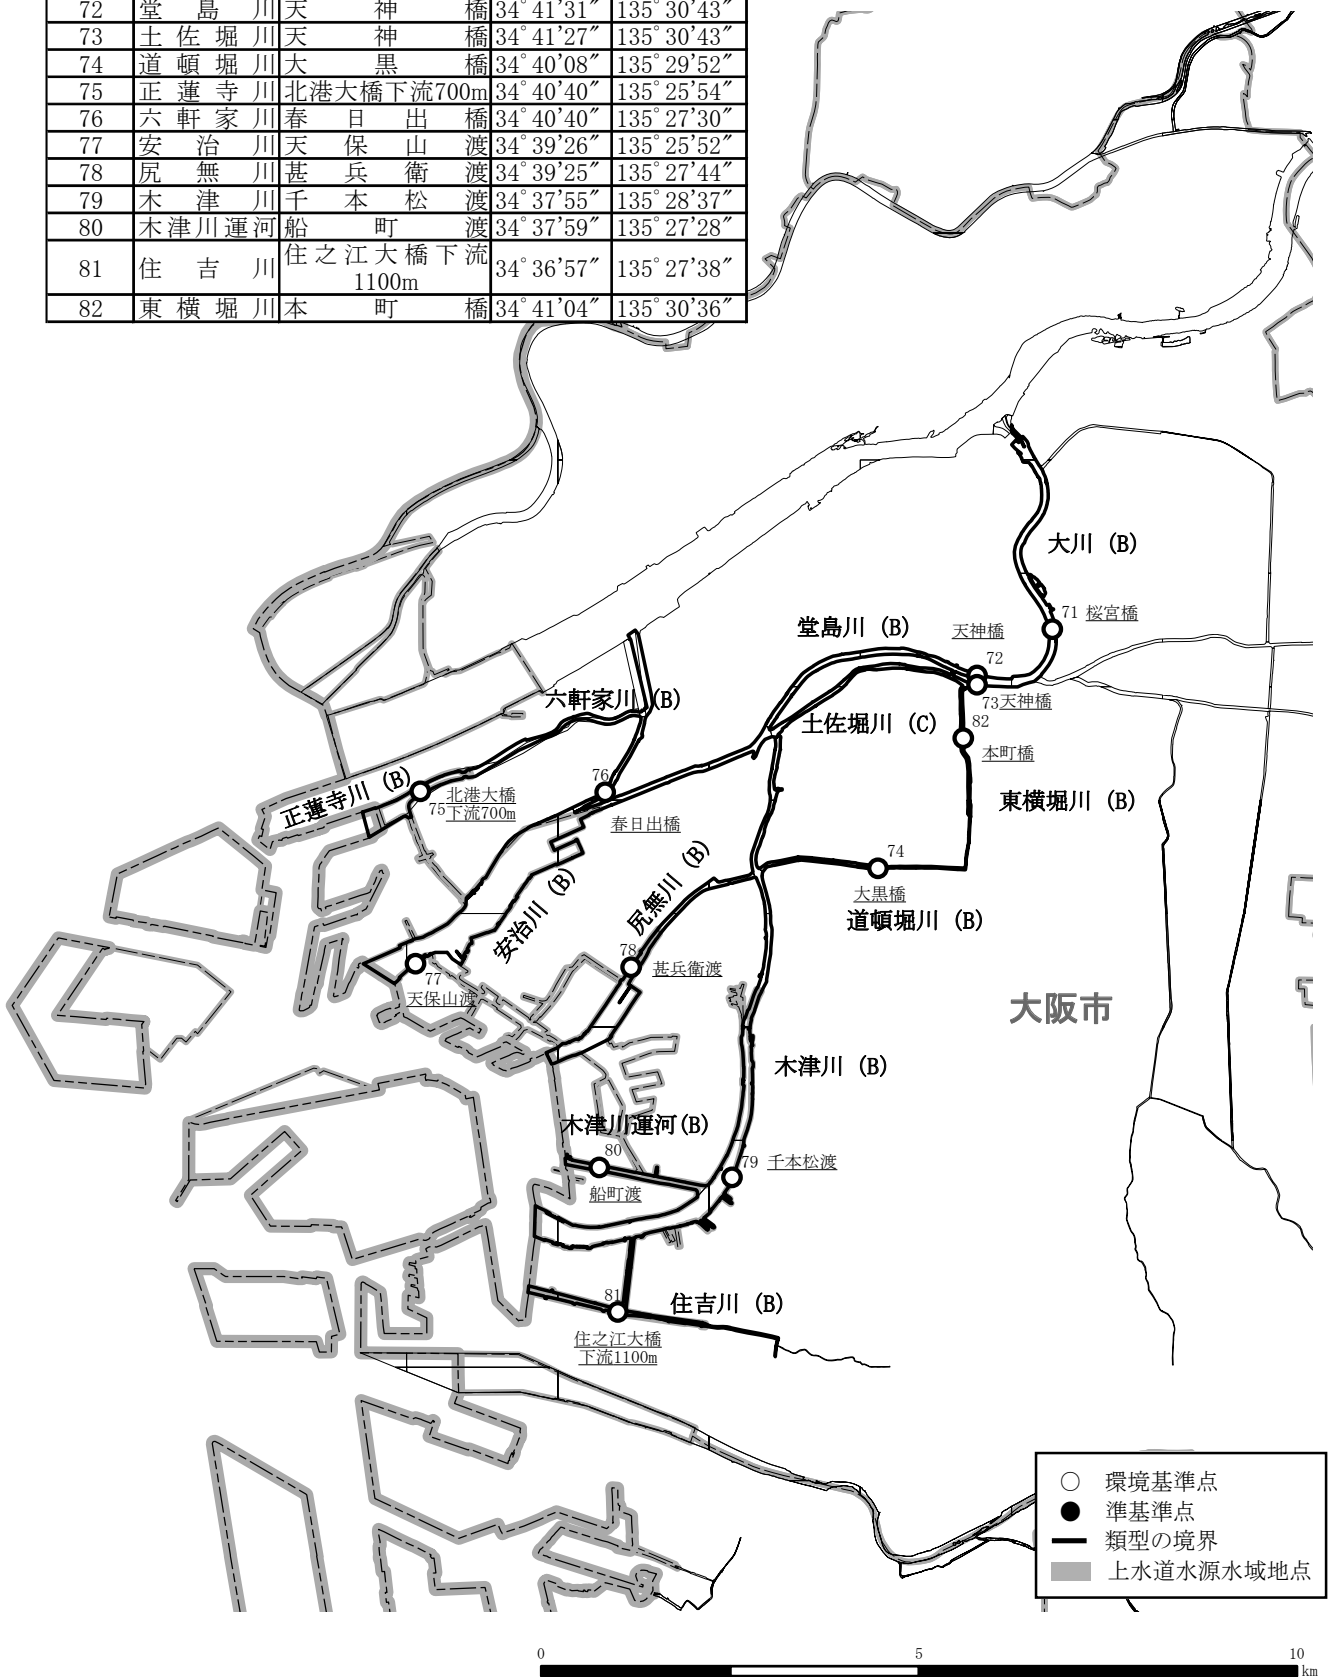 72 堂島川 天神橋 34°41′31″ 135°30′43″
73 土佐堀川 天神橋 34°41′27″ 135°30′43″
74 道頓堀川 大黒橋 34°40′08″ 135°29′52″
75 正蓮寺川 北港大橋下流700m 34°40′40″ 135°25′54″
76 六軒家川 春日出橋 34°40′40″ 135°27′30″
77 安治川 天保山渡 34°39′26″ 135°25′52″
78 尻無川 甚兵衛渡 34°39′25″ 135°27′44″
79 木津川 千本松渡 34°37′55″ 135°28′37″
80 木津川運河 船町渡 34°37′59″ 135°27′28″
81 住吉川 住之江大橋下流
1100m 34°36′57″ 135°27′38″
82 東横堀川 本町橋 34°41′04″ 135°30′36″
大川 (B)
71 桜宮橋
堂島川 (B)
天神橋
72
六軒家川 (B)
73 天神橋
土佐堀川 (C)
82
本町橋
正蓮寺川 (B)
76
75 北港大橋
下流700m
東横堀川 (B)
春日出橋
74
大黒橋
道頓堀川 (B)
安治川 (B)
尻無川 (B)
78
甚兵衛渡
77
天保山渡
大阪市
木津川 (B)
木津川運河(B)
80
79 千本松渡
船町渡
81
住吉川 (B)
住之江大橋
下流1100m
○ 環境基準点
● 準基準点
類型の境界
上水道水源水域地点
0 5 10
km